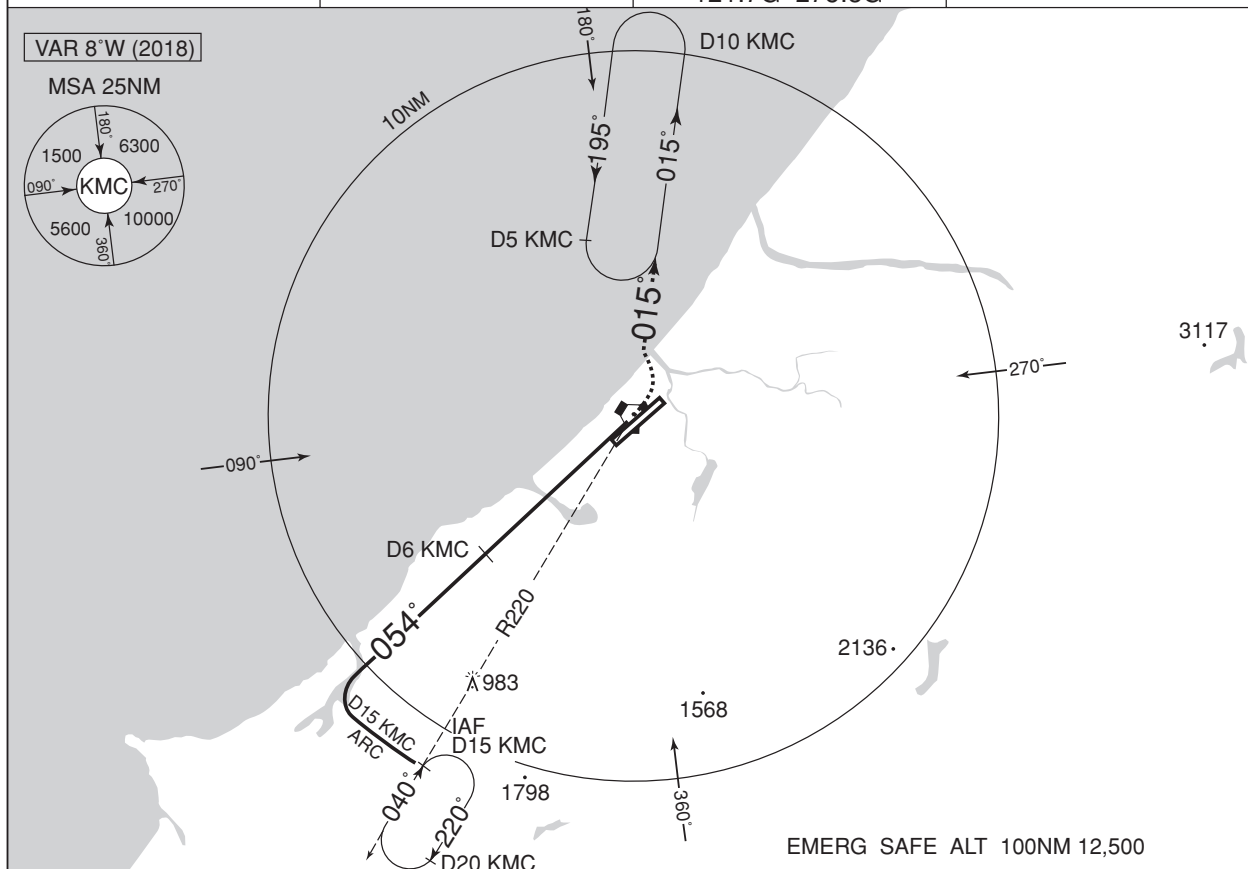 VAR 8°W (2018)
MSA 25NM
180°
1500
6300
090°
KMC
270°
5600
10000
360°
10NM
180°
D10 KMC
195°
015°
D5 KMC
015°
3117
270°
090°
D6 KMC
R220
054°
2136
983
1568
D15 KMC
ARC
IAF
D15 KMC
1798
040°
220°
360°
D20 KMC
EMERG SAFE ALT 100NM 12,500